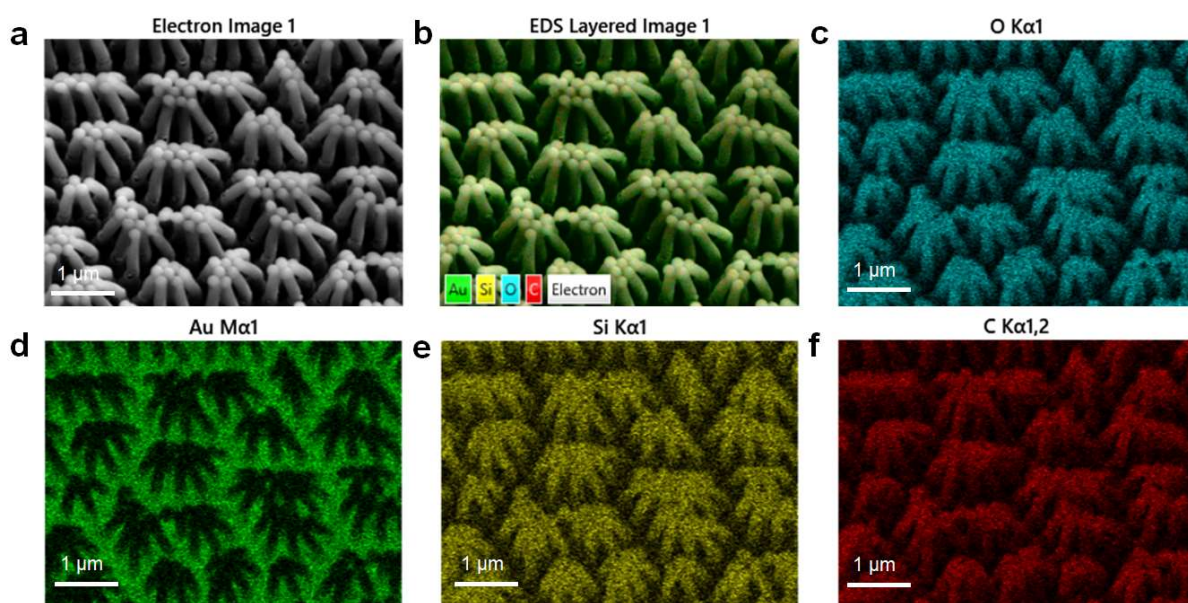 a
Electron Image 1
1 µm
b
EDS Layered Image 1
Au Si O C Electron
c
O Kα1
1 µm
d
Au Mα1
1 µm
e
Si Kα1
1 µm
f
C Kα1,2
1 µm